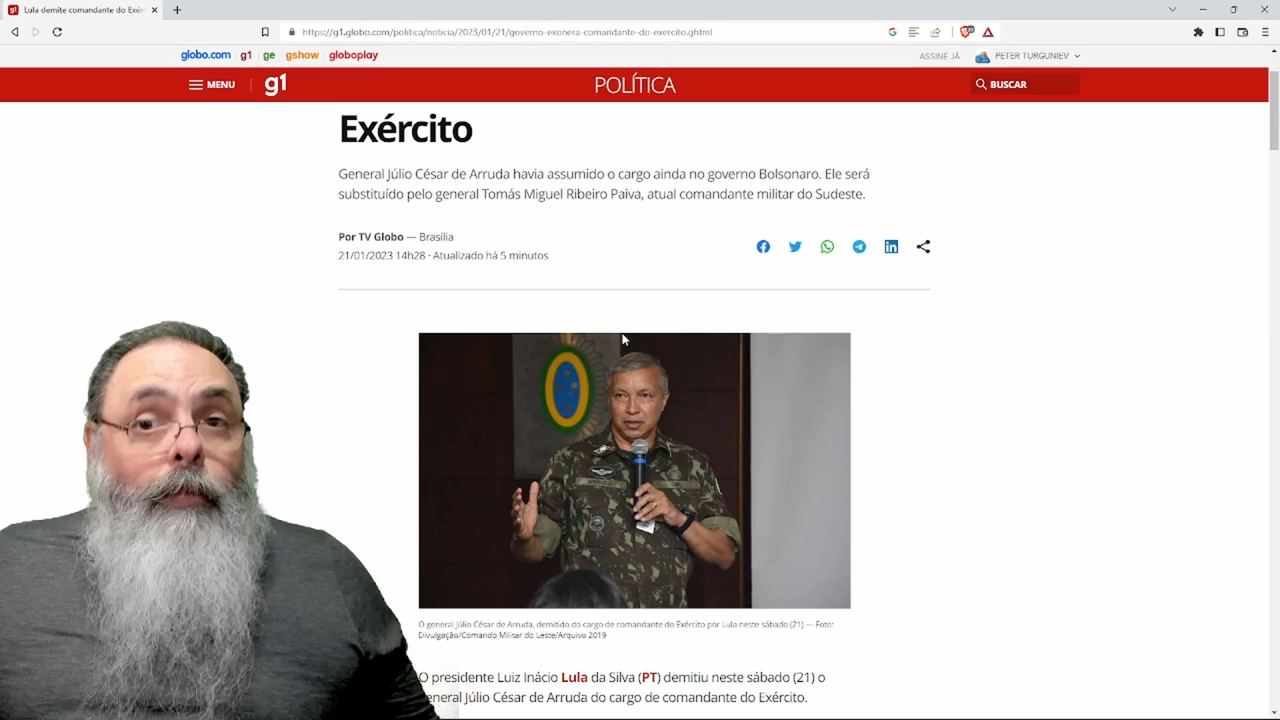 Lula demite comandante do Exér
https://g1.globo.com/politica/noticia/2023/01/21/governo-exonera-comandante-do-exercito.ghtml
globo.com g1 ge gshow globoplay
ASSINE JÁ PETER TURGUNIEV
MENU g1 POLÍTICA BUSCAR
Exército
General Júlio César de Arruda havia assumido o cargo ainda no governo Bolsonaro. Ele será
substituído pelo general Tomás Miguel Ribeiro Paiva, atual comandante militar do Sudeste.
Por TV Globo — Brasília
21/01/2023 14h28 · Atualizado há 5 minutos
O general Júlio César de Arruda, demitido do cargo de comandante do Exército por Lula neste sábado (21) — Foto:
Divulgação/Comando Militar do Leste/Arquivo 2019
O presidente Luiz Inácio Lula da Silva (PT) demitiu neste sábado (21) o
general Júlio César de Arruda do cargo de comandante do Exército.